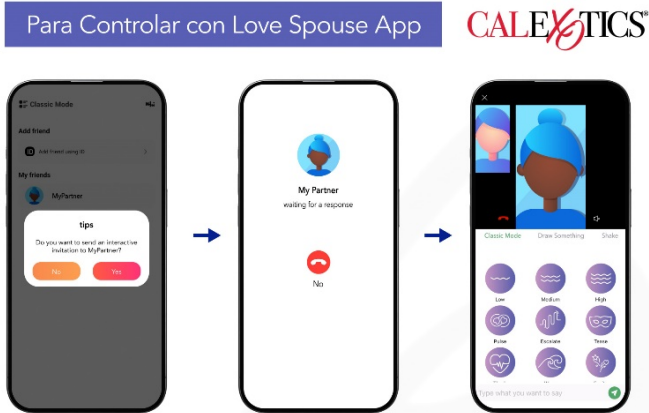 Para Controlar con Love Spouse App
CALEXOTICS®
Classic Mode
Add friend
Add friend using ID
My friends
MyPartner
tips
Do you want to send an interactive
invitation to MyPartner?
No
Yes
My Partner
waiting for a response
No
Classic Mode
Draw Something
Shake
Low
Medium
High
Pulse
Escalate
Tease
Type what you want to say